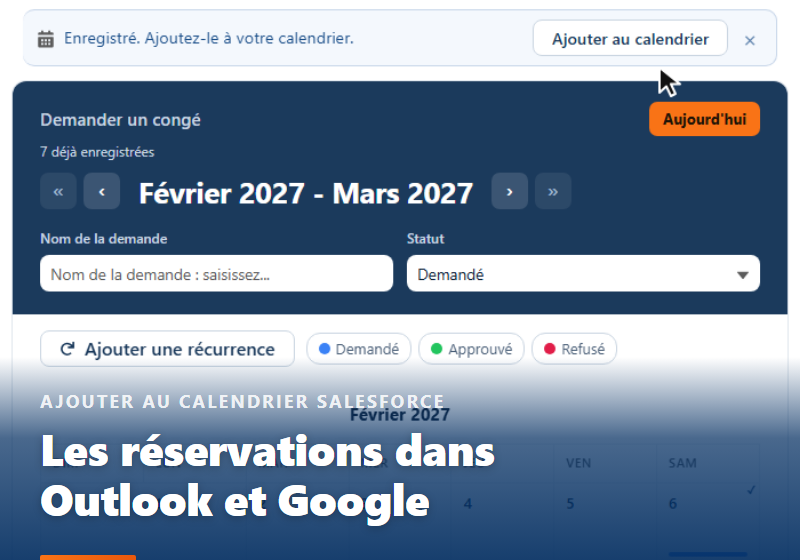 Enregistré. Ajoutez-le à votre calendrier.
Ajouter au calendrier
×
Demander un congé
Aujourd'hui
7 déjà enregistrées
«
‹
Février 2027 - Mars 2027
›
»
Nom de la demande
Statut
Nom de la demande : saisissez...
Demandé
Ajouter une récurrence
Demandé
Approuvé
Refusé
AJOUTER AU CALENDRIER SALESFORCE
Février 2027
Les réservations dans
Outlook et Google
VEN
SAM
4
5
6